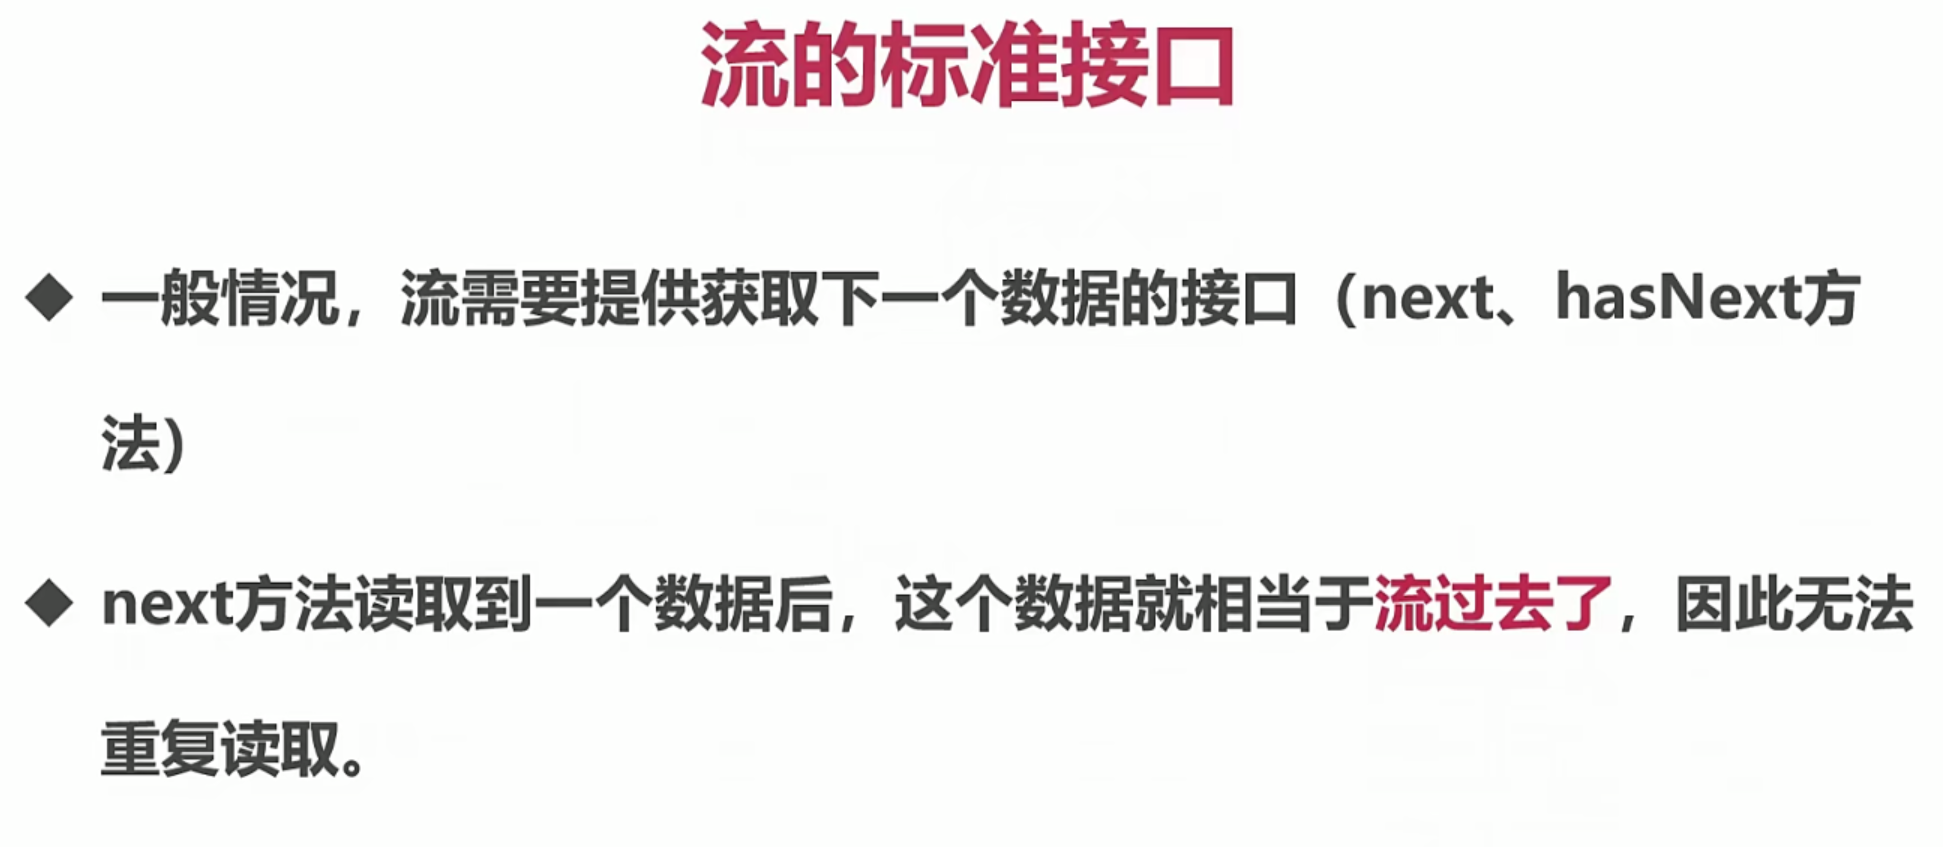 流的标准接口
◆ 一般情况，流需要提供获取下一个数据的接口（next、hasNext方
法）
◆ next方法读取到一个数据后，这个数据就相当于流过去了，因此无法
重复读取。